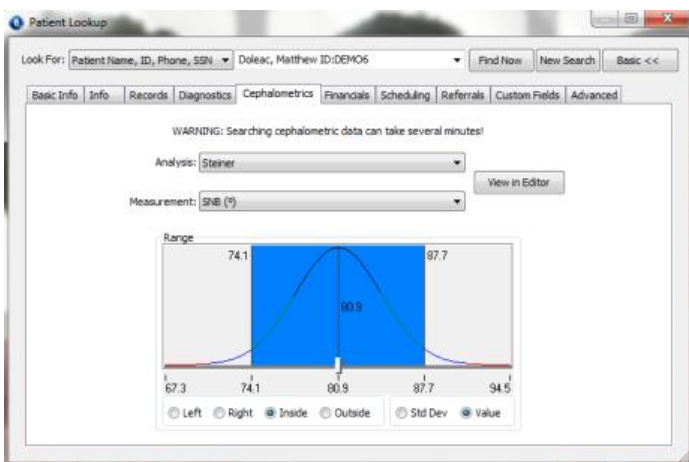 Patient Lookup
Look For: Patient Name, ID, Phone, SSN Doleac, Matthew ID:DEMO6 Find Now New Search Basic <<
Basic Info Info Records Diagnostics Cephalometrics Financials Scheduling Referrals Custom Fields Advanced
WARNING: Searching cephalometric data can take several minutes!
Analysis: Steiner
View in Editor
Measurement: SNB (º)
Range
74.1 87.7
80.9
67.3 74.1 80.9 87.7 94.5
Left Right Inside Outside Std Dev Value